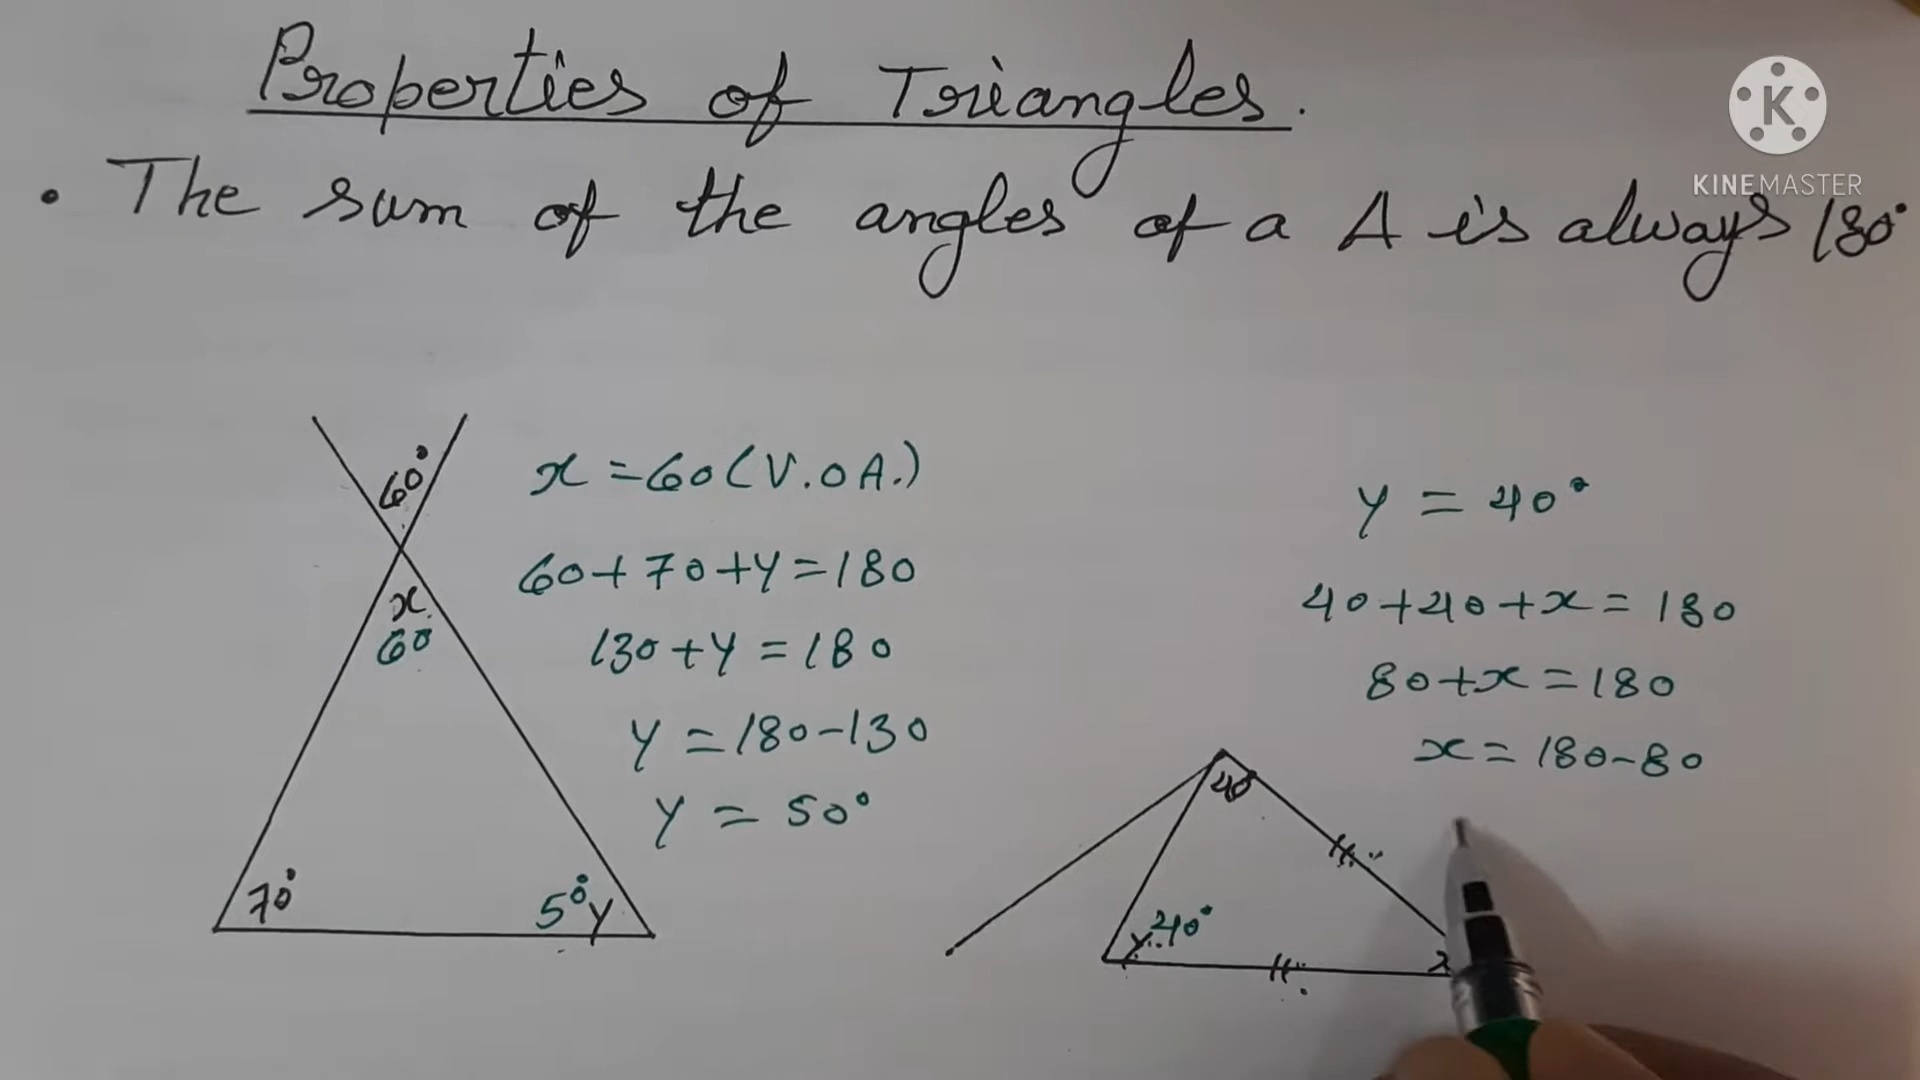 Properties of Triangles.
• The sum of the angles of a Δ is always 180°
K
KINEMASTER
60°
x
60
70°
50°
y
x = 60 (V.OA.)
60+70+y=180
130+y=180
y=180-130
y = 50°
y = 40°
40+40+x=180
80+x=180
x=180-80
40
y
40°
x